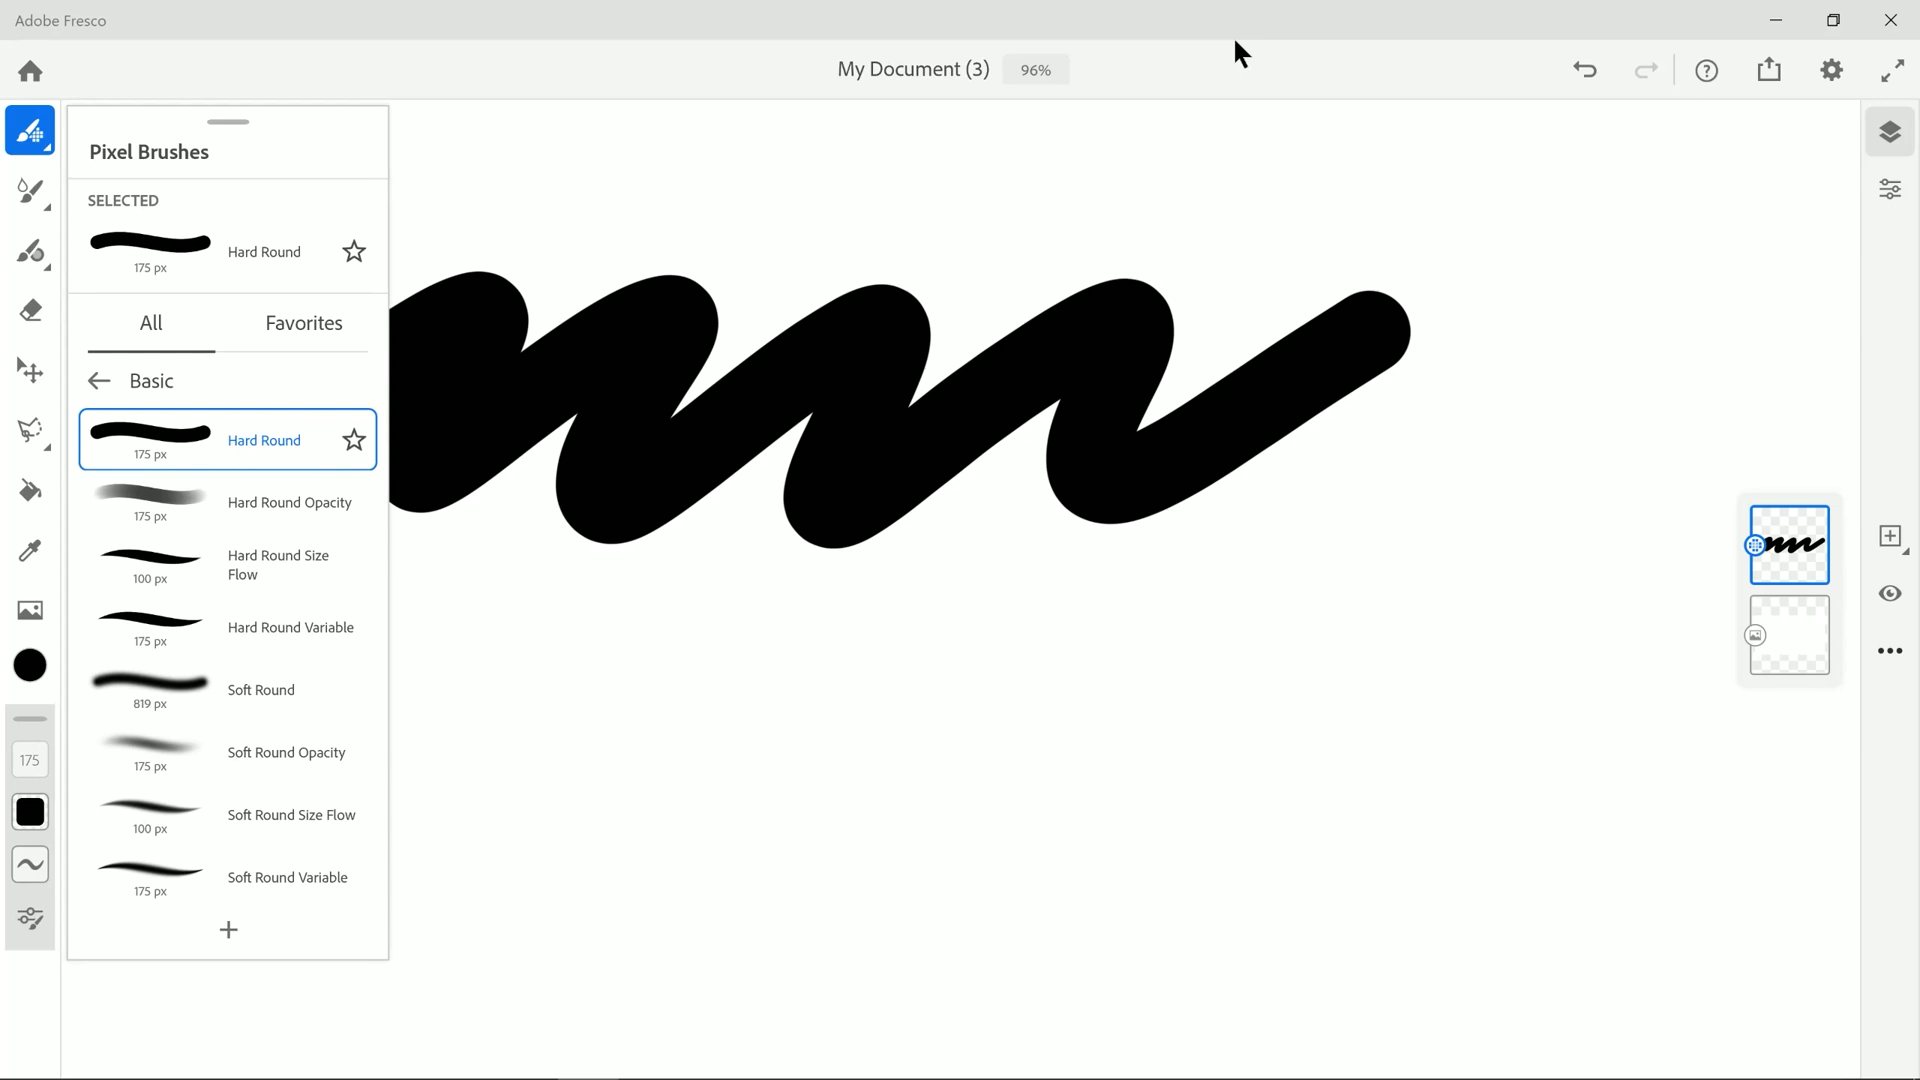 Adobe Fresco
My Document (3)
96%
Pixel Brushes
SELECTED
Hard Round
175 px
All
Favorites
Basic
Hard Round
175 px
Hard Round Opacity
175 px
Hard Round Size
Flow
100 px
Hard Round Variable
175 px
Soft Round
819 px
Soft Round Opacity
175 px
Soft Round Size Flow
100 px
Soft Round Variable
175 px
175